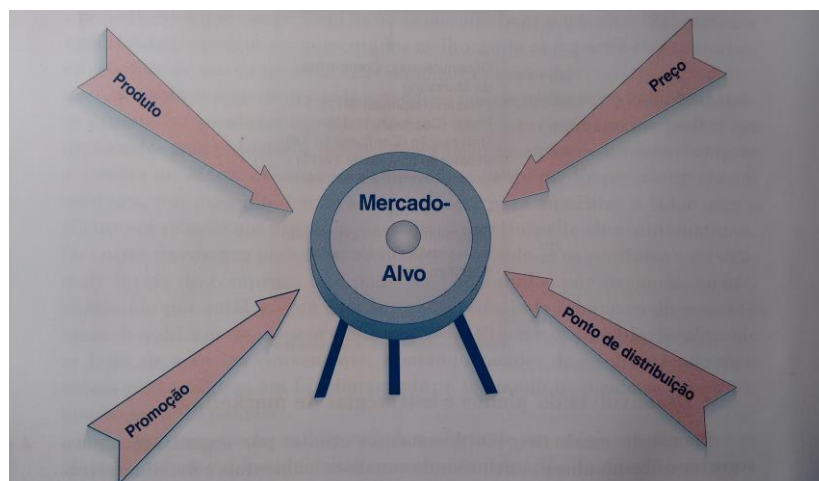 Produto
Preço
Mercado-
Alvo
Promoção
Ponto de distribuição